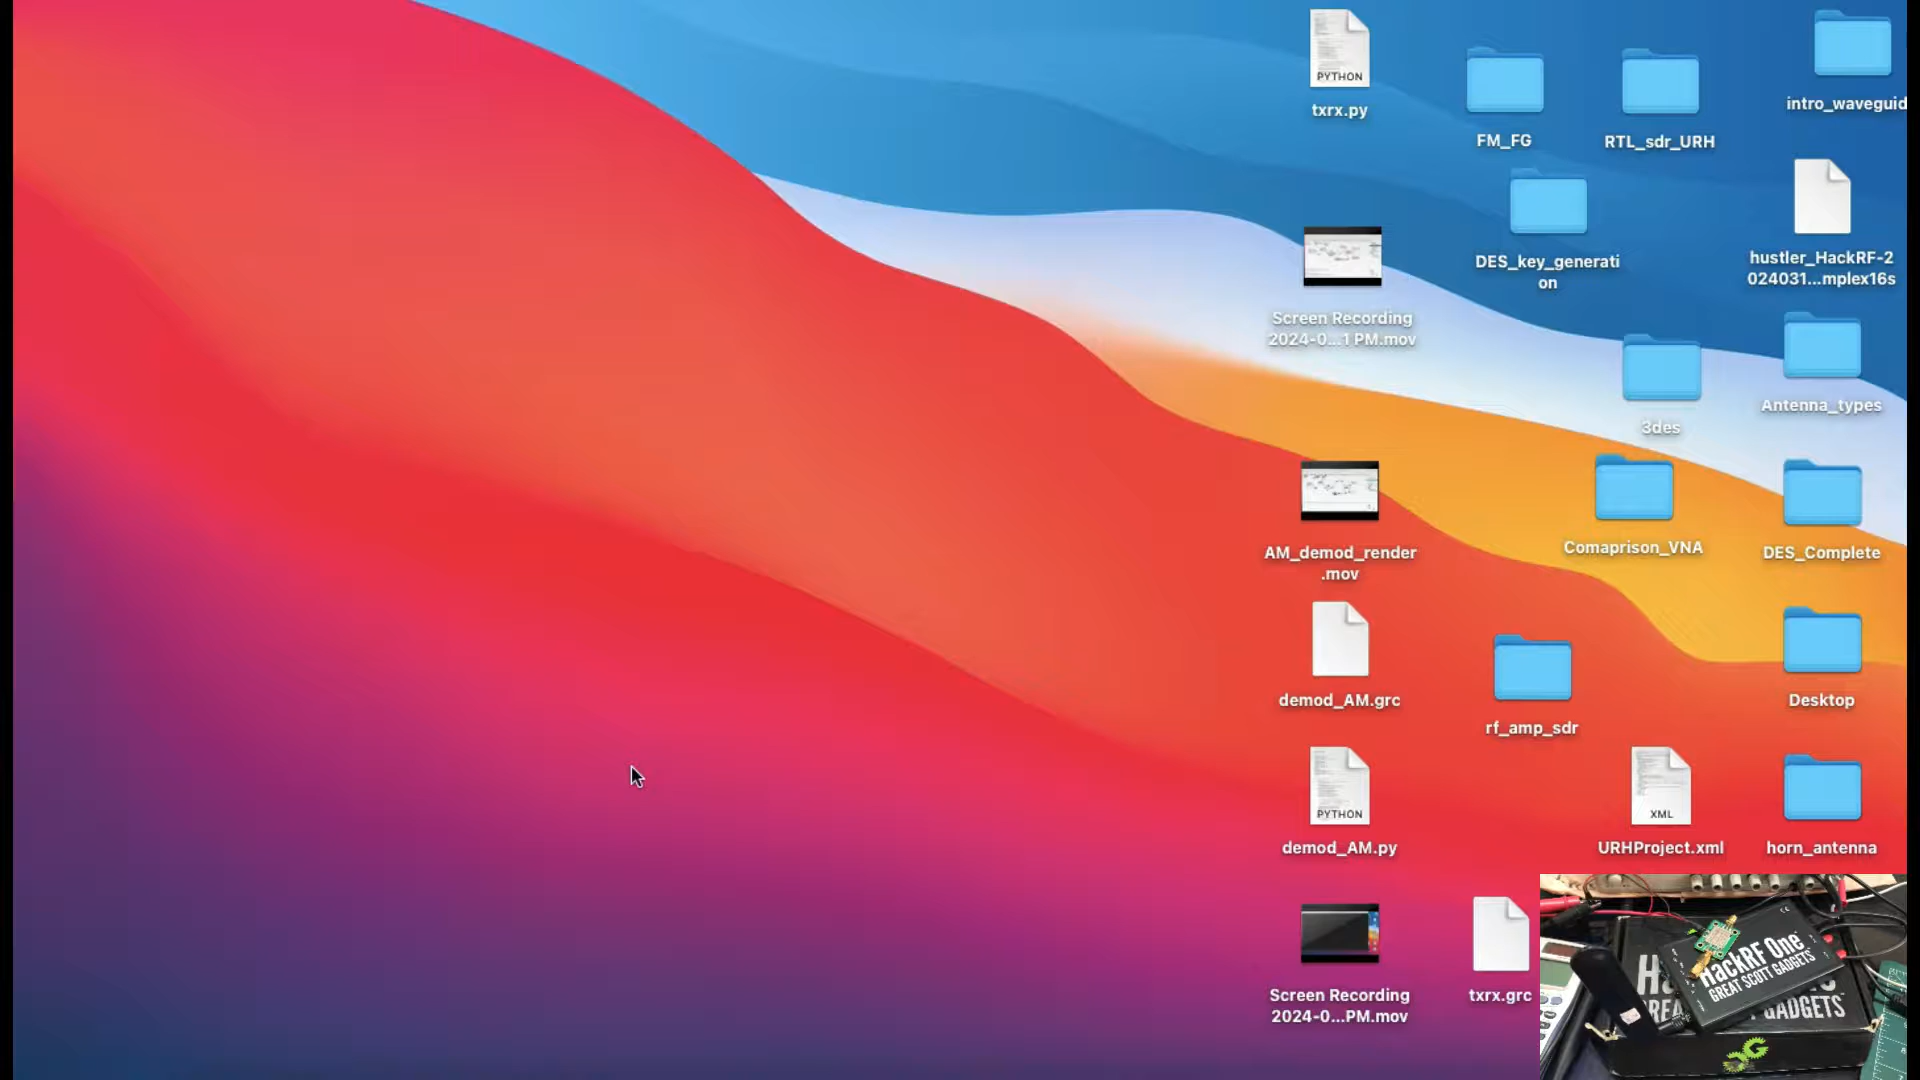 PYTHON
txrx.py
FM_FG
RTL_sdr_URH
intro_waveguid
DES_key_generati
on
hustler_HackRF-2
024031...mplex16s
Screen Recording
2024-0...1 PM.mov
3des
Antenna_types
AM_demod_render
.mov
Comaprison_VNA
DES_Complete
demod_AM.grc
rf_amp_sdr
Desktop
PYTHON
demod_AM.py
XML
URHProject.xml
horn_antenna
Screen Recording
2024-0...PM.mov
txrx.grc
HackRF One
GREAT SCOTT GADGETS
GADGETS